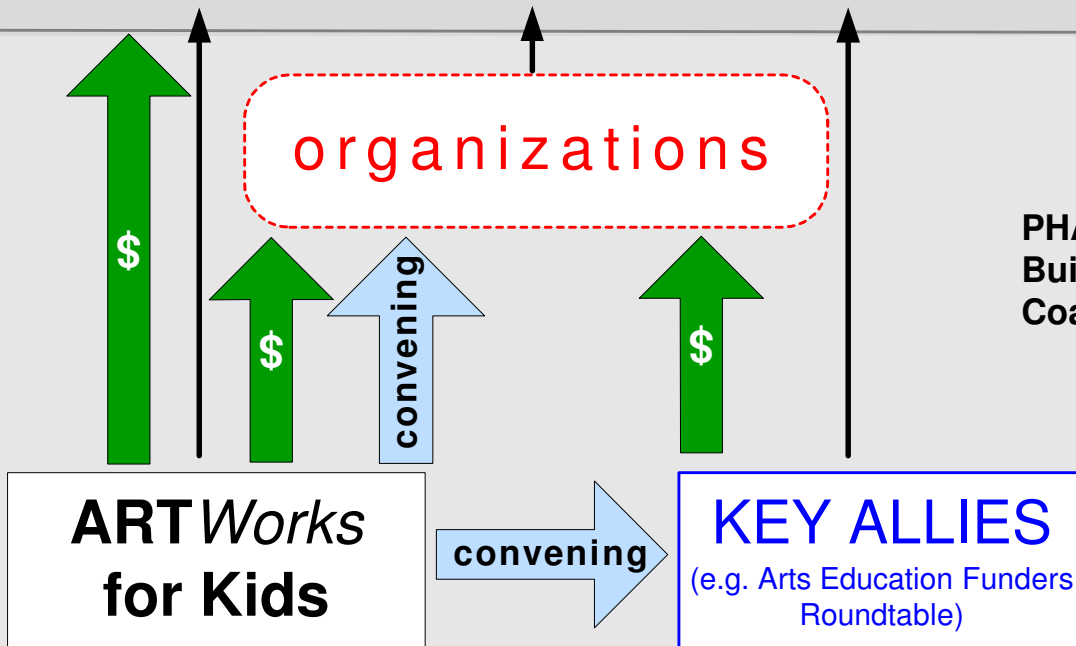 organizations
$
$
convening
$
ARTWorks
for Kids
convening
KEY ALLIES
(e.g. Arts Education Funders
Roundtable)